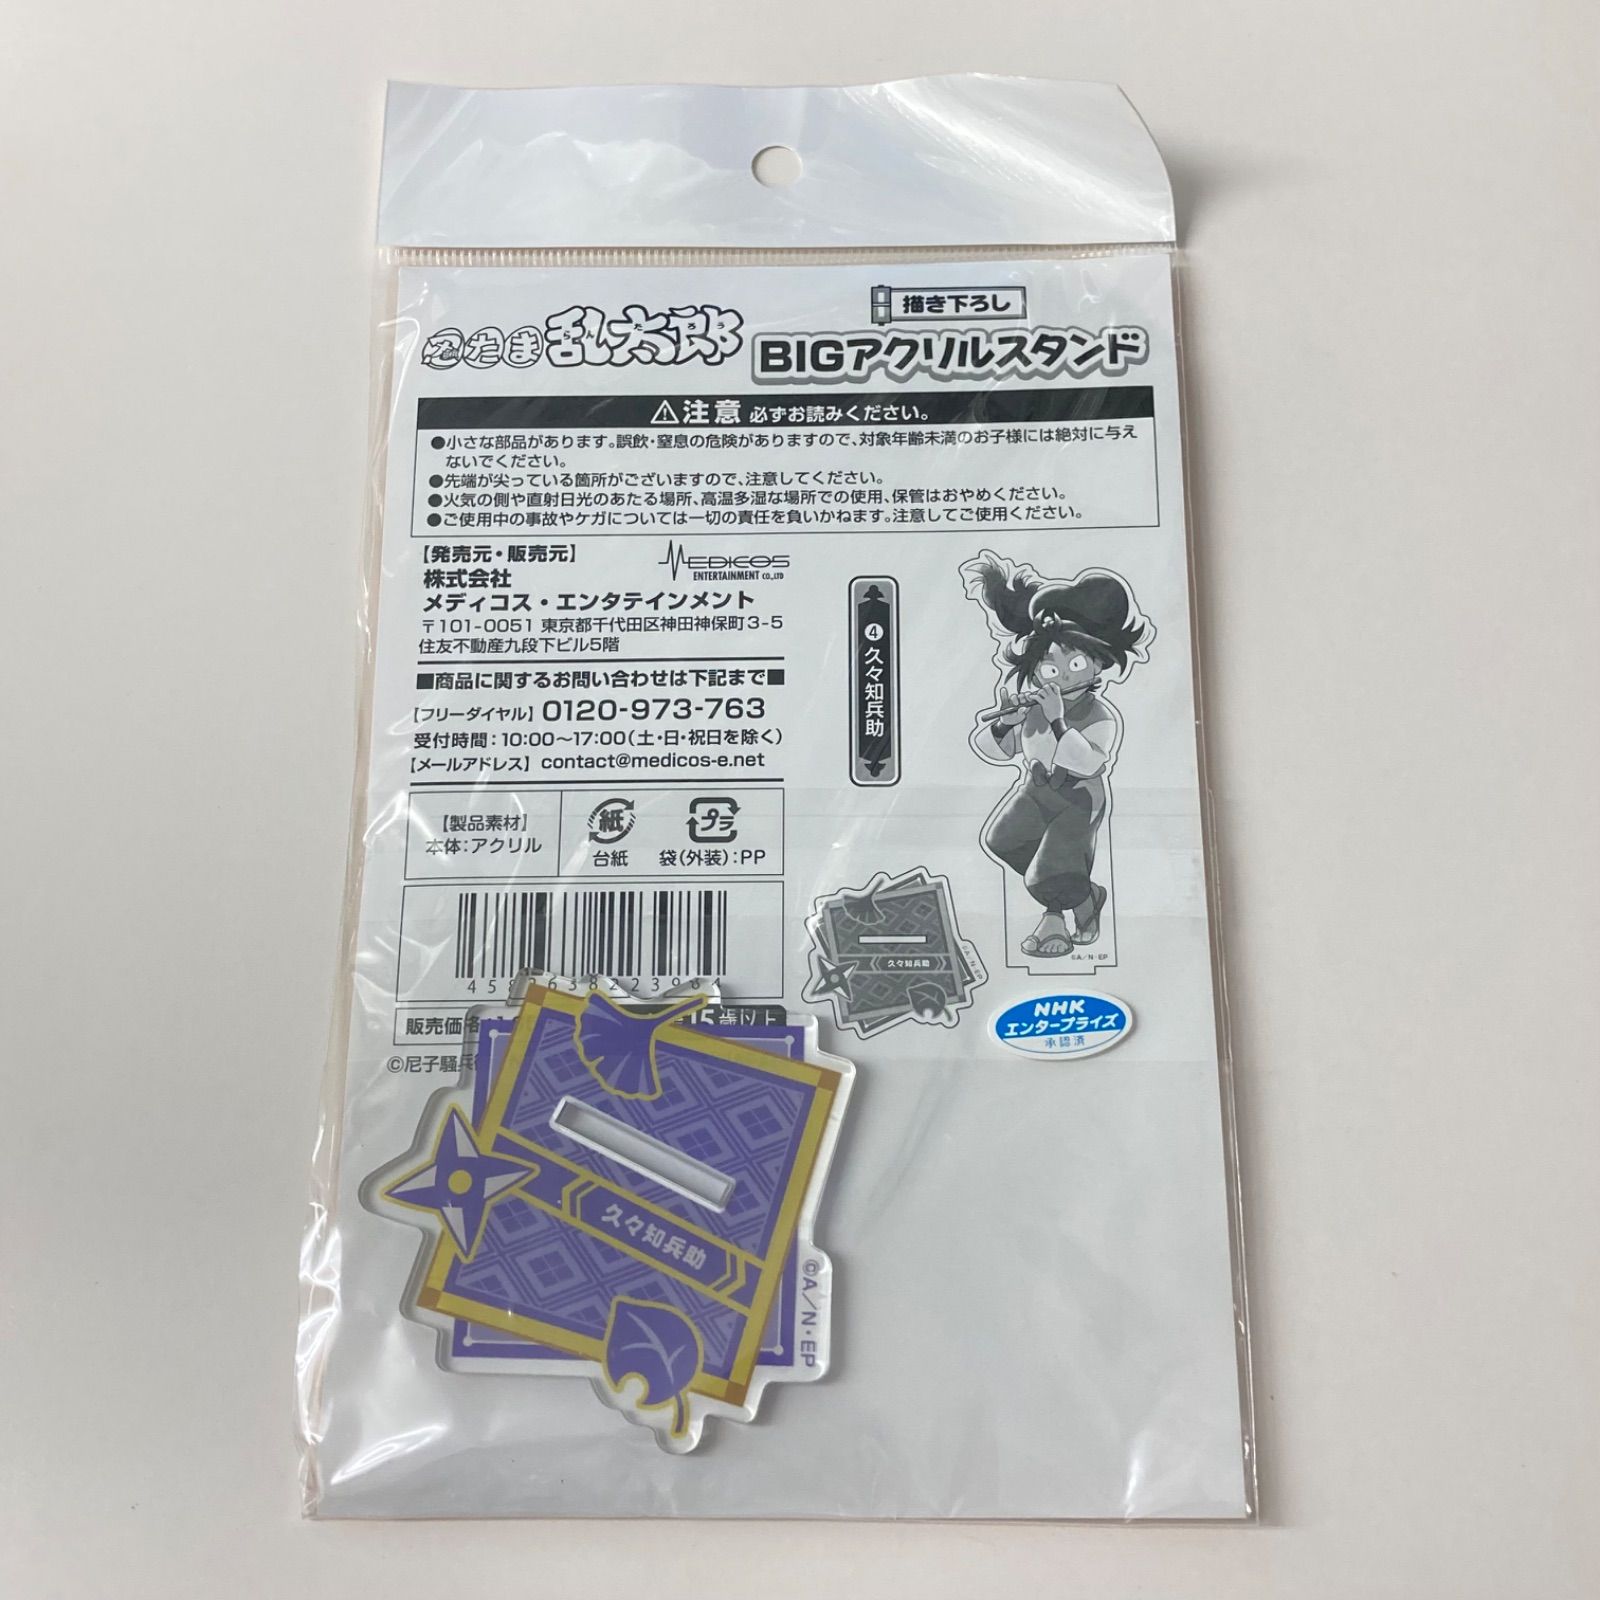 忍たま乱太郎
らんたろう
描き下ろし
BIGアクリルスタンド
⚠注意 必ずお読みください。
●小さな部品があります。誤飲・窒息の危険がありますので、対象年齢未満のお子様には絶対に与え
ないでください。
●先端が尖っている箇所がございますので、注意してください。
●火気の側や直射日光のあたる場所、高温多湿な場所での使用、保管はおやめください。
●ご使用中の事故やケガについては一切の責任を負いかねます。注意してご使用ください。
【発売元・販売元】
MEDICOS
ENTERTAINMENT CO.,LTD
株式会社
メディコス・エンタテインメント
〒101-0051 東京都千代田区神田神保町3-5
住友不動産九段下ビル5階
■商品に関するお問い合わせは下記まで■
【フリーダイヤル】0120-973-763
受付時間:10:00〜17:00(土・日・祝日を除く)
【メールアドレス】contact@medicos-e.net
【製品素材】
本体:アクリル
紙
台紙
プラ
袋(外装):PP
販売価格
15歳以上
©尼子騒兵
4 久々知兵助
©A/N・EP
久々知兵助
©A/N・EP
NHK
エンタープライズ
承認済
久々知兵助
©A/N・EP